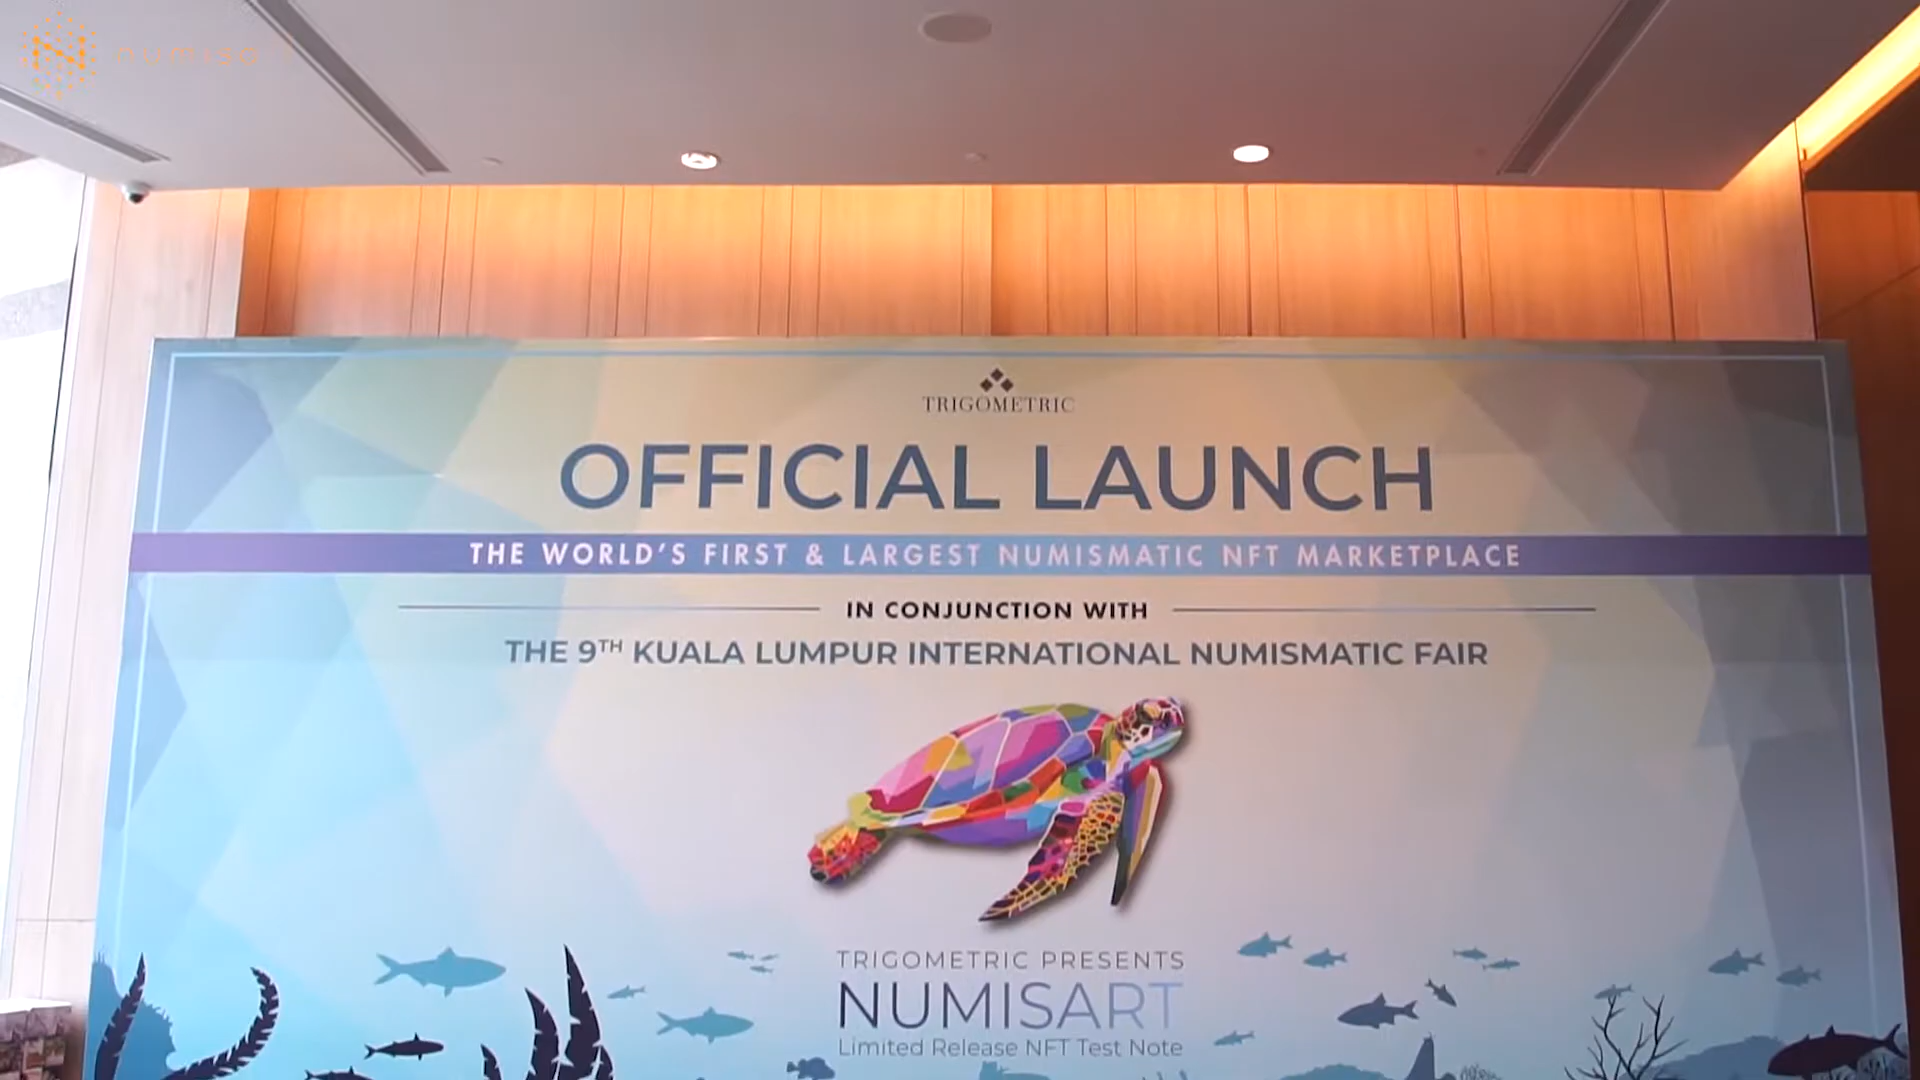 numisa
TRIGOMETRIC
OFFICIAL LAUNCH
THE WORLD'S FIRST & LARGEST NUMISMATIC NFT MARKETPLACE
IN CONJUNCTION WITH
THE 9TH KUALA LUMPUR INTERNATIONAL NUMISMATIC FAIR
TRIGOMETRIC PRESENTS
NUMISART
Limited Release NFT Test Note